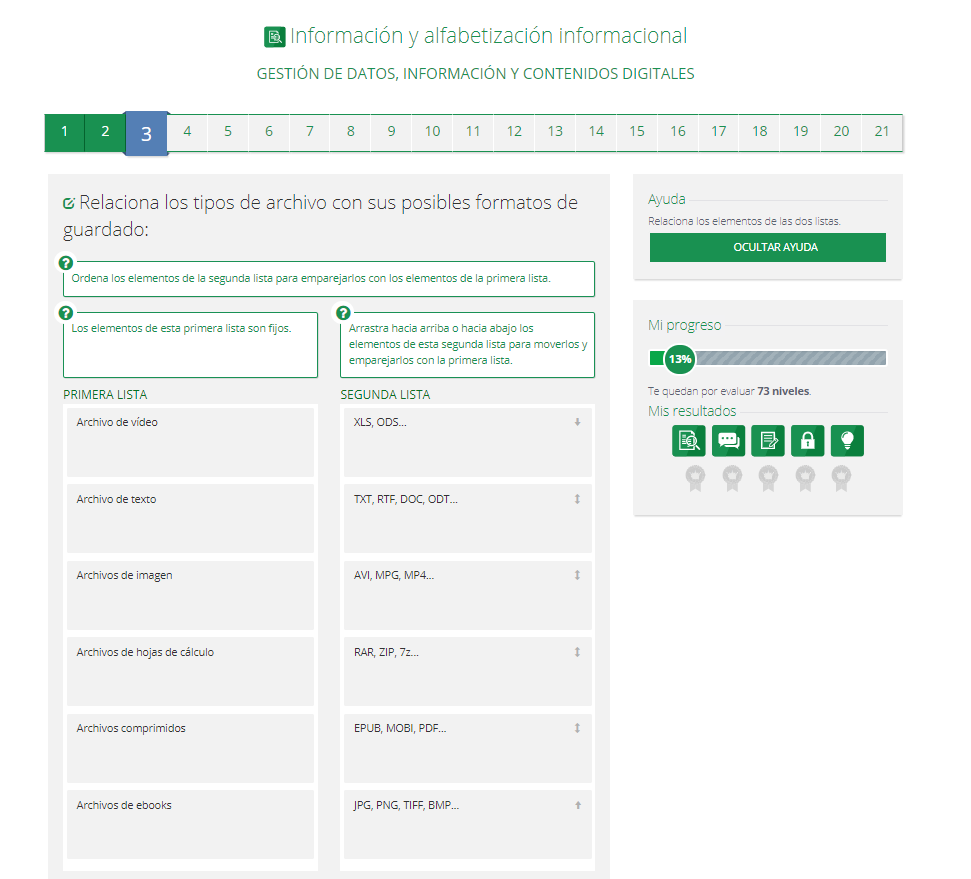 Información y alfabetización informacional
GESTIÓN DE DATOS, INFORMACIÓN Y CONTENIDOS DIGITALES
1 2 3 4 5 6 7 8 9 10 11 12 13 14 15 16 17 18 19 20 21
Relaciona los tipos de archivo con sus posibles formatos de
guardado:
?
Ordena los elementos de la segunda lista para emparejarlos con los elementos de la primera lista.
?
Los elementos de esta primera lista son fijos.
?
Arrastra hacía arriba o hacia abajo los
elementos de esta segunda lista para moverlos y
emparejarlos con la primera lista.
PRIMERA LISTA
Archivo de vídeo
Archivo de texto
Archivos de imagen
Archivos de hojas de cálculo
Archivos comprimidos
Archivos de ebooks
SEGUNDA LISTA
XLS, ODS...
TXT, RTF, DOC, ODT...
AVI, MPG, MP4...
RAR, ZIP, 7z...
EPUB, MOBI, PDF...
JPG, PNG, TIFF, BMP...
Ayuda
Relaciona los elementos de las dos listas.
OCULTAR AYUDA
Mi progreso
13%
Te quedan por evaluar 73 niveles.
Mis resultados